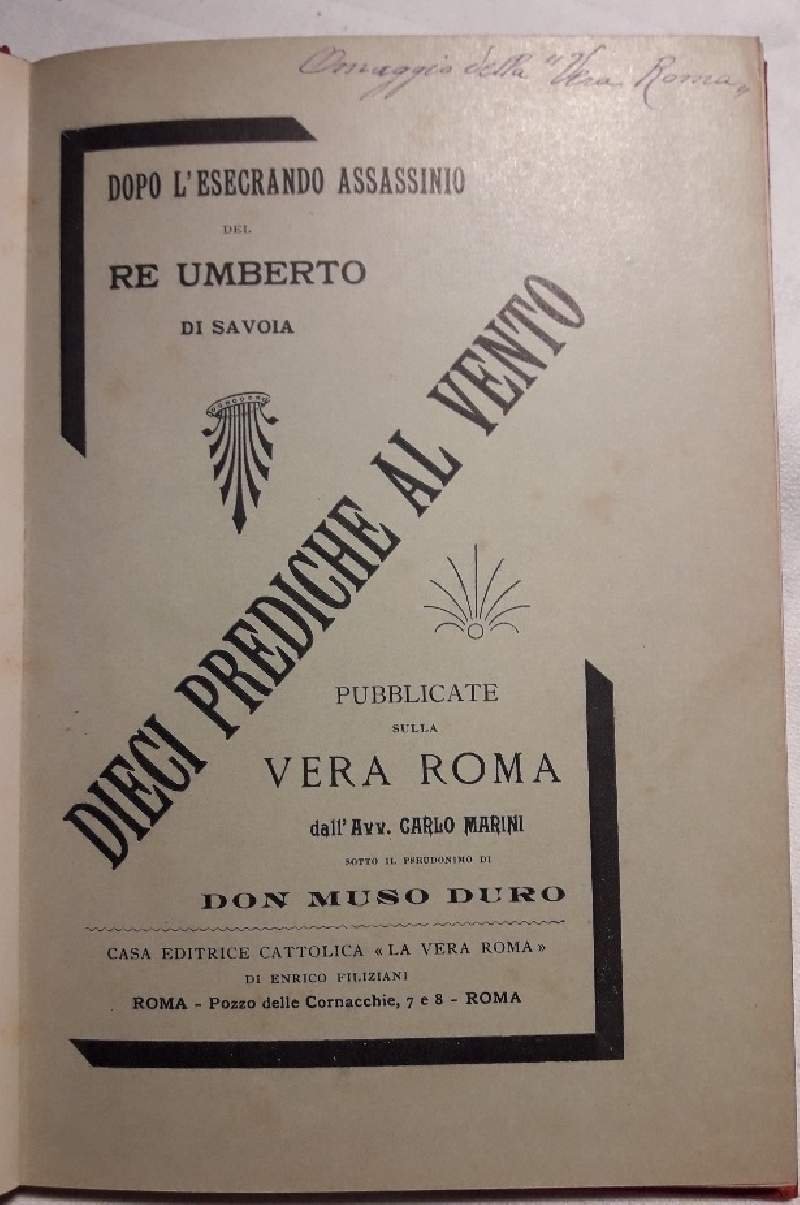 Omaggio della "Vera Roma"
DOPO L'ESECRANDO ASSASSINIO
DEL
RE UMBERTO
DI SAVOIA
DIECI PREDICHE AL VENTO
PUBBLICATE
SULLA
VERA ROMA
dall'Avv. CARLO MARINI
SOTTO IL PSEUDONIMO DI
DON MUSO DURO
CASA EDITRICE CATTOLICA « LA VERA ROMA »
DI ENRICO FILIZIANI
ROMA - Pozzo delle Cornacchie, 7 e 8 - ROMA